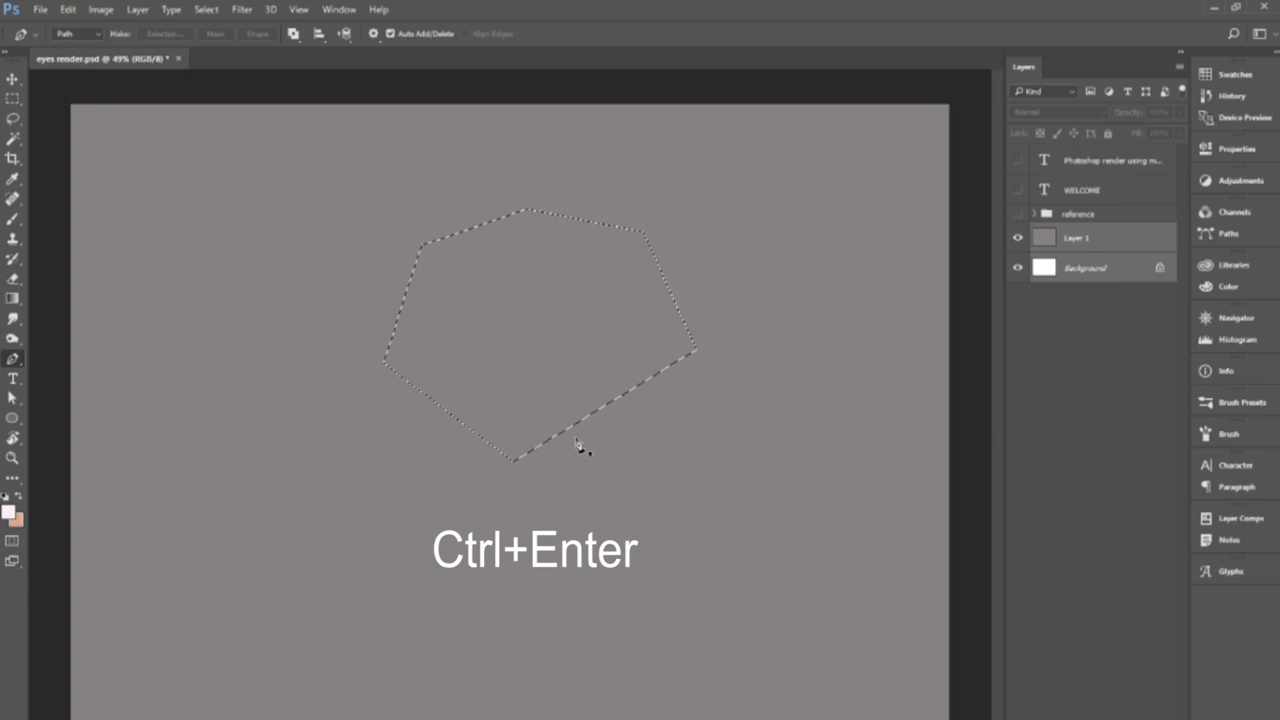 Ps File Edit Image Layer Type Select Filter 3D View Window Help
Path Make: Selection... Mask Shape Auto Add/Delete Align Edges
eyes render.psd @ 49% (RGB/8) *
Layers
Kind
Normal Opacity: 100%
Lock: Fill: 100%
Photoshop render using m...
WELCOME
reference
Layer 1
Background
Swatches
History
Device Preview
Properties
Adjustments
Channels
Paths
Libraries
Color
Navigator
Histogram
Info
Brush Presets
Brush
Character
Paragraph
Layer Comps
Notes
Glyphs
Ctrl+Enter